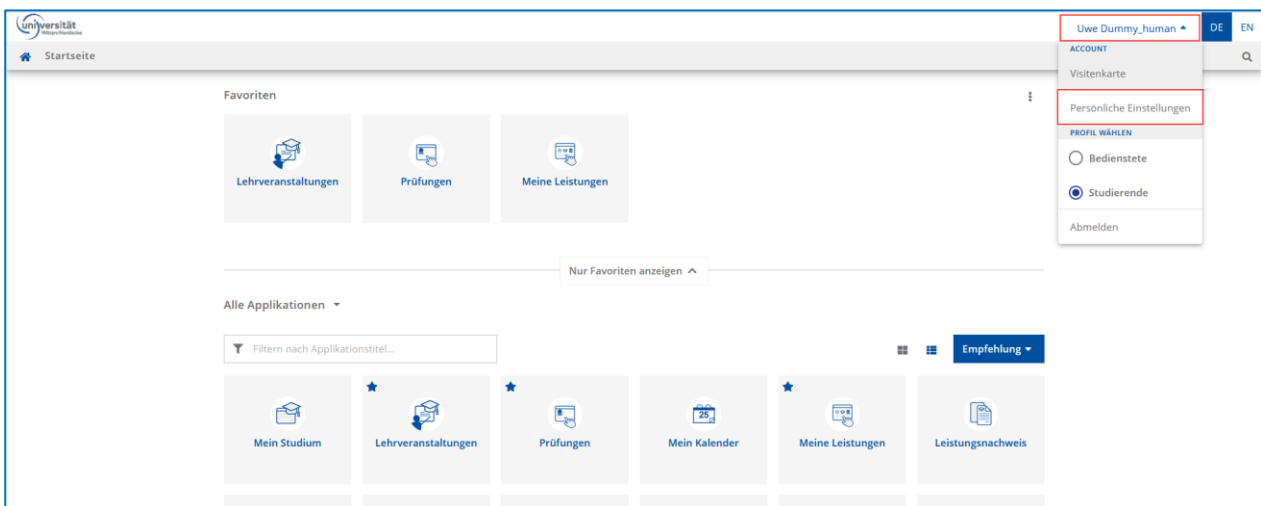 universität
Witten/Herdecke
Uwe Dummy_human
DE
EN
Startseite
ACCOUNT
Visitenkarte
Persönliche Einstellungen
PROFIL WÄHLEN
Bedienstete
Studierende
Abmelden
Favoriten
Lehrveranstaltungen
Prüfungen
Meine Leistungen
Nur Favoriten anzeigen
Alle Applikationen
Filtern nach Applikationstitel...
Empfehlung
25
Mein Studium
Lehrveranstaltungen
Prüfungen
Mein Kalender
Meine Leistungen
Leistungsnachweis